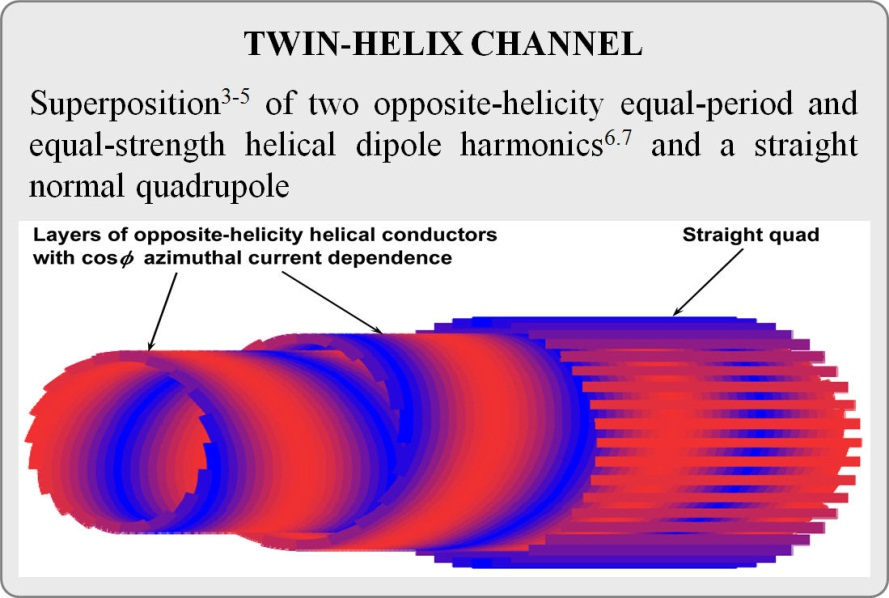 TWIN-HELIX CHANNEL
Superposition3-5 of two opposite-helicity equal-period and
equal-strength helical dipole harmonics6.7 and a straight
normal quadrupole
Layers of opposite-helicity helical conductors
with cosϕ azimuthal current dependence
Straight quad